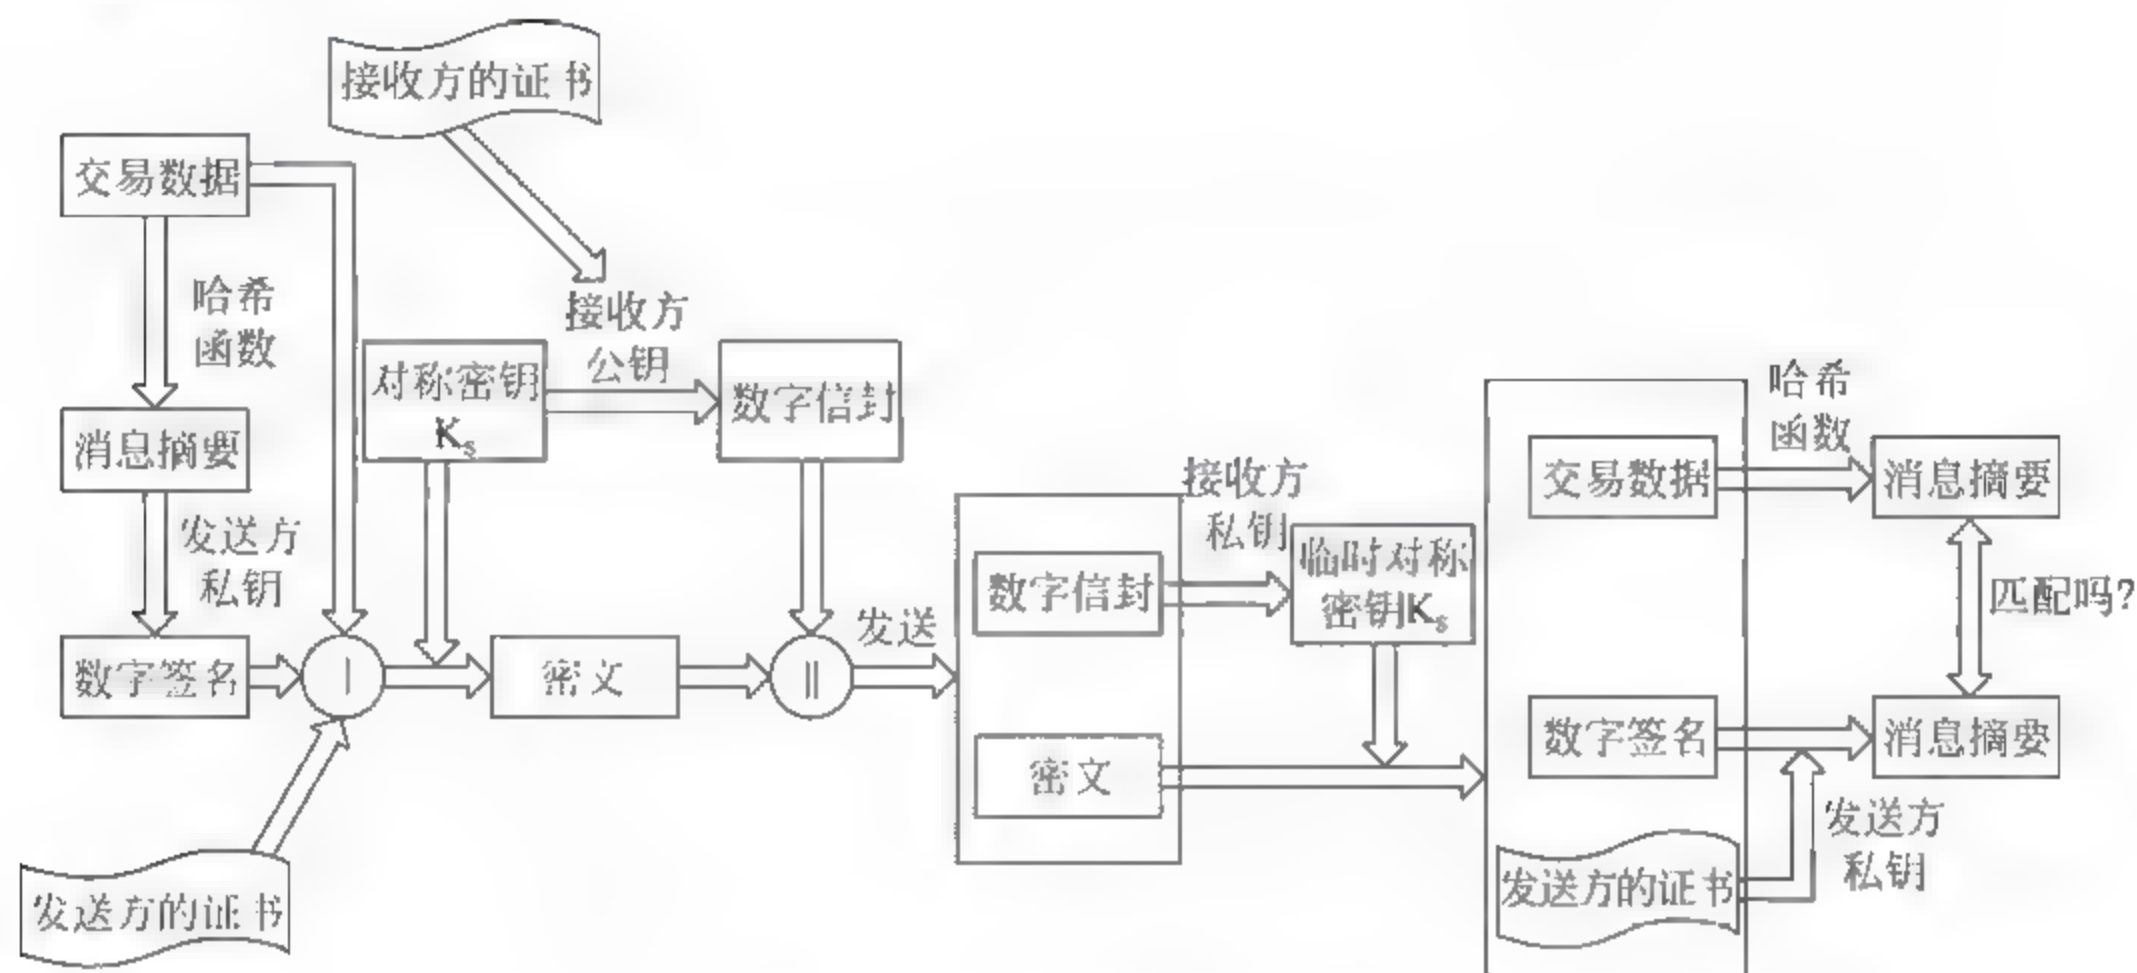 接收方的证书
交易数据
哈希
函数
接收方
公钥
对称密钥
Ks
数字信封
消息摘要
发送方
私钥
数字签名
|
密文
||
发送
发送方的证书
接收方
私钥
数字信封
临时对称
密钥Ks
密文
哈希
函数
交易数据
消息摘要
匹配吗?
数字签名
消息摘要
发送方
私钥
发送方的证书